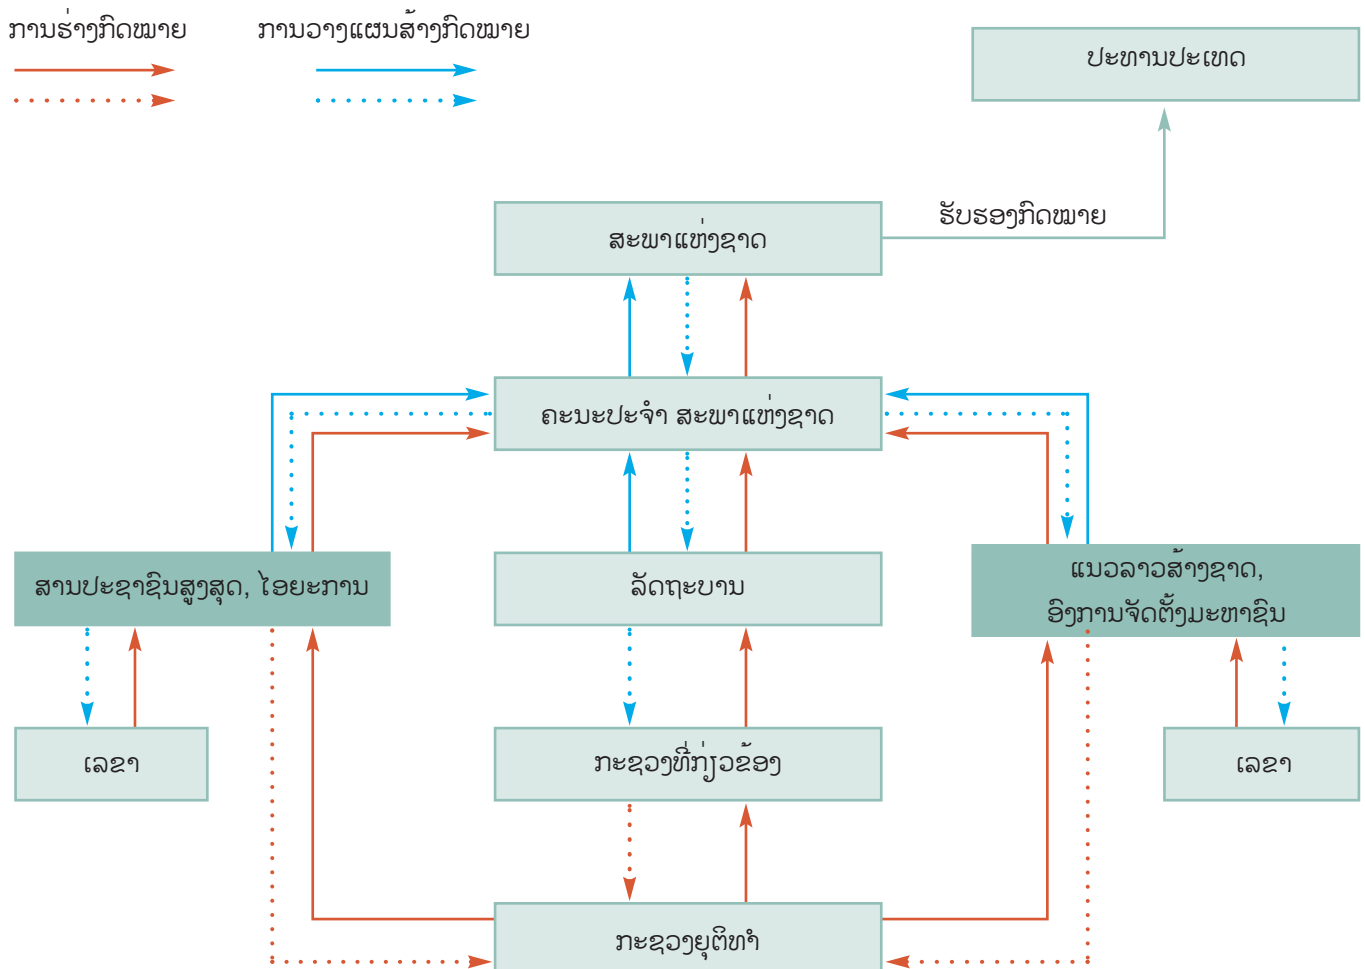 ການຮ່າງກົດໝາຍ
ການວາງແຜນສ້າງກົດໝາຍ
ປະທານປະເທດ
ຮັບຮອງກົດໝາຍ
ສະພາແຫ່ງຊາດ
ຄະນະປະຈຳ ສະພາແຫ່ງຊາດ
ສານປະຊາຊົນສູງສຸດ, ໄອຍະການ
ລັດຖະບານ
ແນວລາວສ້າງຊາດ,
ອົງການຈັດຕັ້ງມະຫາຊົນ
ເລຂາ
ກະຊວງທີ່ກ່ຽວຂ້ອງ
ເລຂາ
ກະຊວງຍຸຕິທຳ